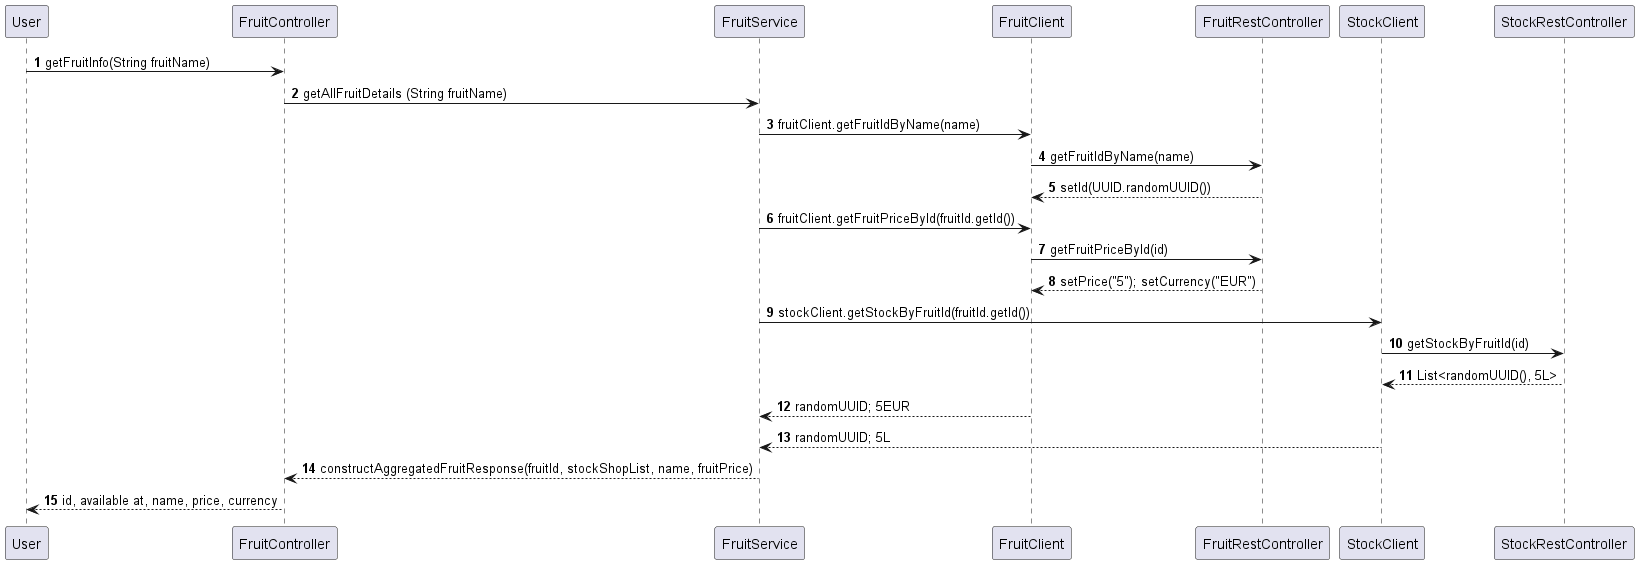 User FruitController FruitService FruitClient FruitRestController StockClient StockRestController
1 getFruitInfo(String fruitName)
2 getAllFruitDetails (String fruitName)
3 fruitClient.getFruitIdByName(name)
4 getFruitIdByName(name)
5 setId(UUID.randomUUID())
6 fruitClient.getFruitPriceById(fruitId.getId())
7 getFruitPriceById(id)
8 setPrice("5"); setCurrency("EUR")
9 stockClient.getStockByFruitId(fruitId.getId())
10 getStockByFruitId(id)
11 List<randomUUID(), 5L>
12 randomUUID; 5EUR
13 randomUUID; 5L
14 constructAggregatedFruitResponse(fruitId, stockShopList, name, fruitPrice)
15 id, available at, name, price, currency
User FruitController FruitService FruitClient FruitRestController StockClient StockRestController